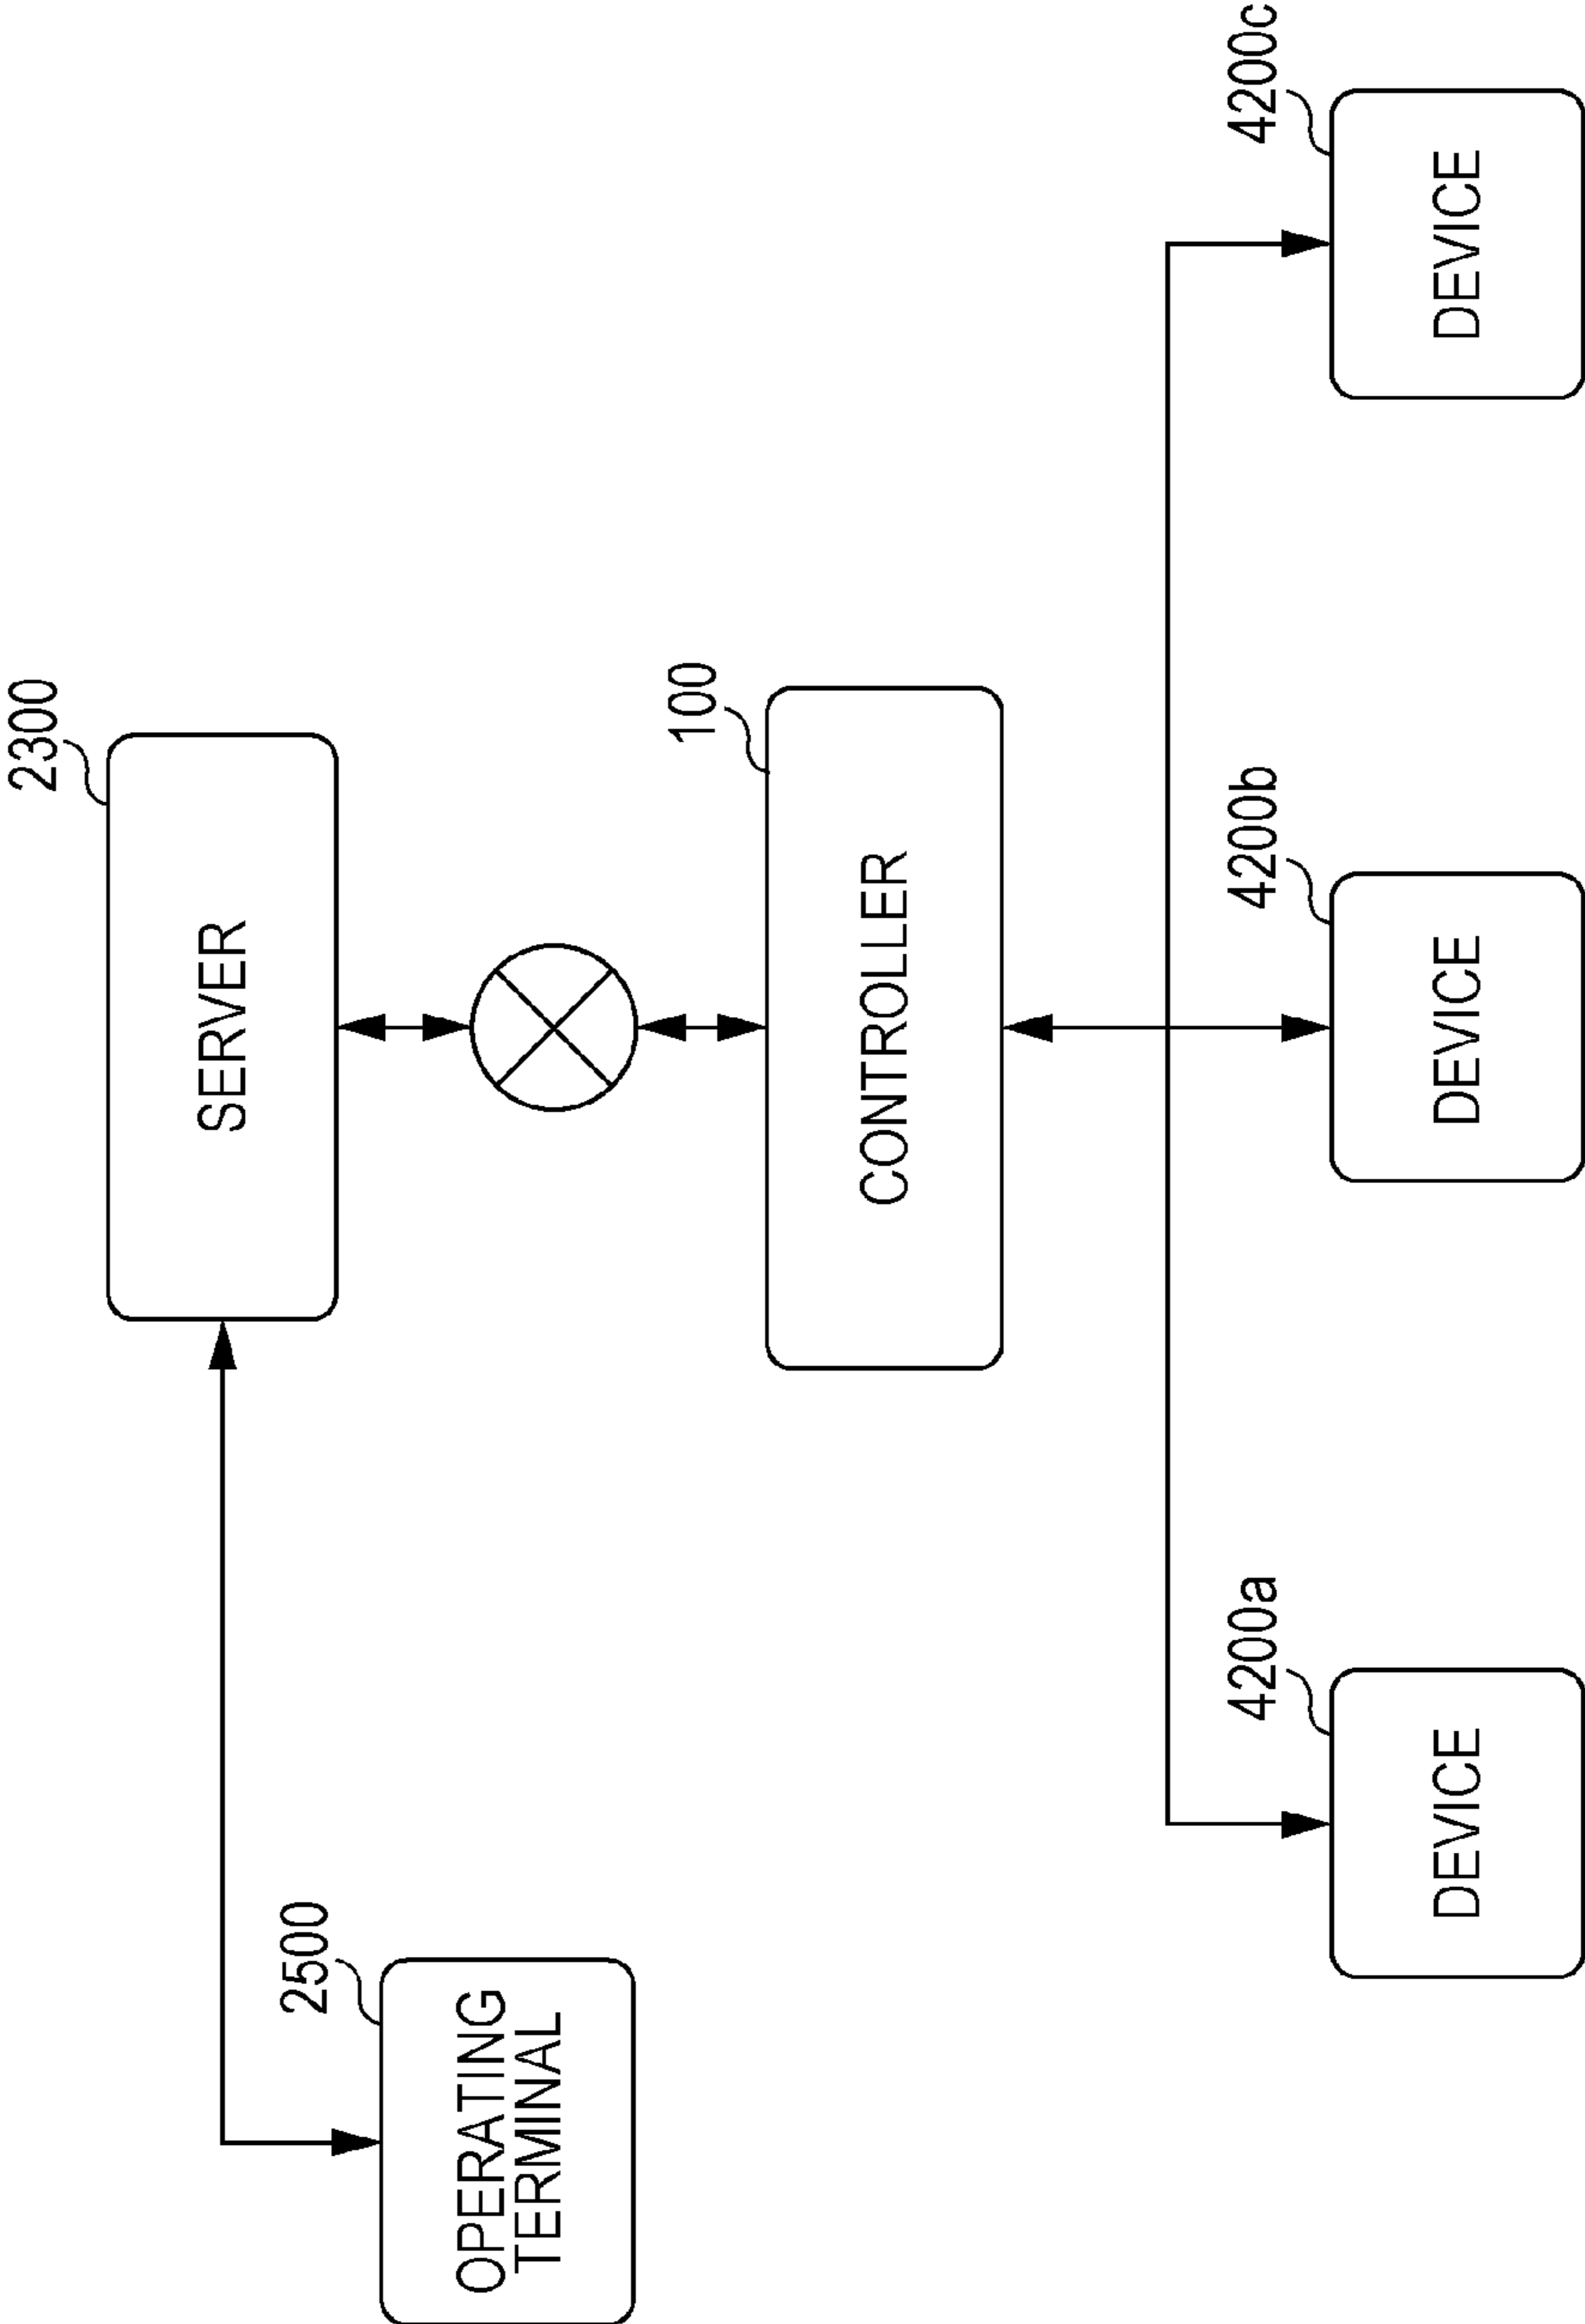 2300
SERVER
2500
OPERATING
TERMINAL
100
CONTROLLER
4200a
DEVICE
4200b
DEVICE
4200c
DEVICE